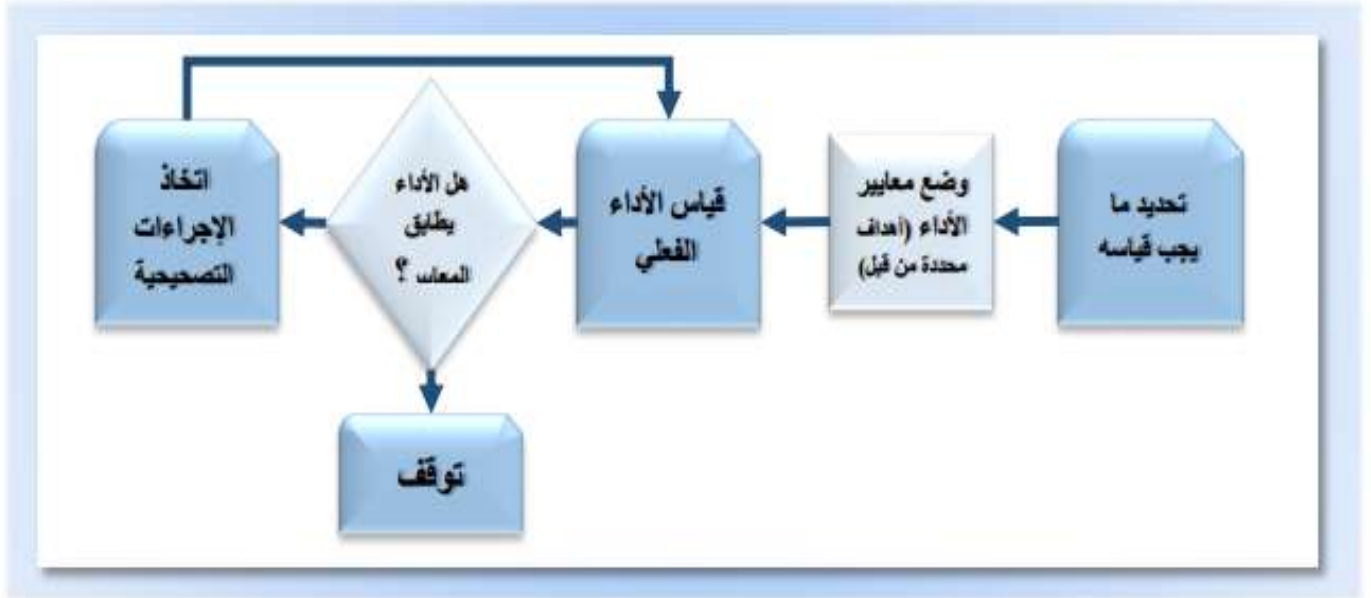 تحديد ما
يجب قياسه
وضع معايير
الأداء (أهداف
محددة من قبل)
قياس الأداء
الفعلي
هل الأداء
يطابق
؟
اتخاذ
الإجراءات
التصحيحية
توقف